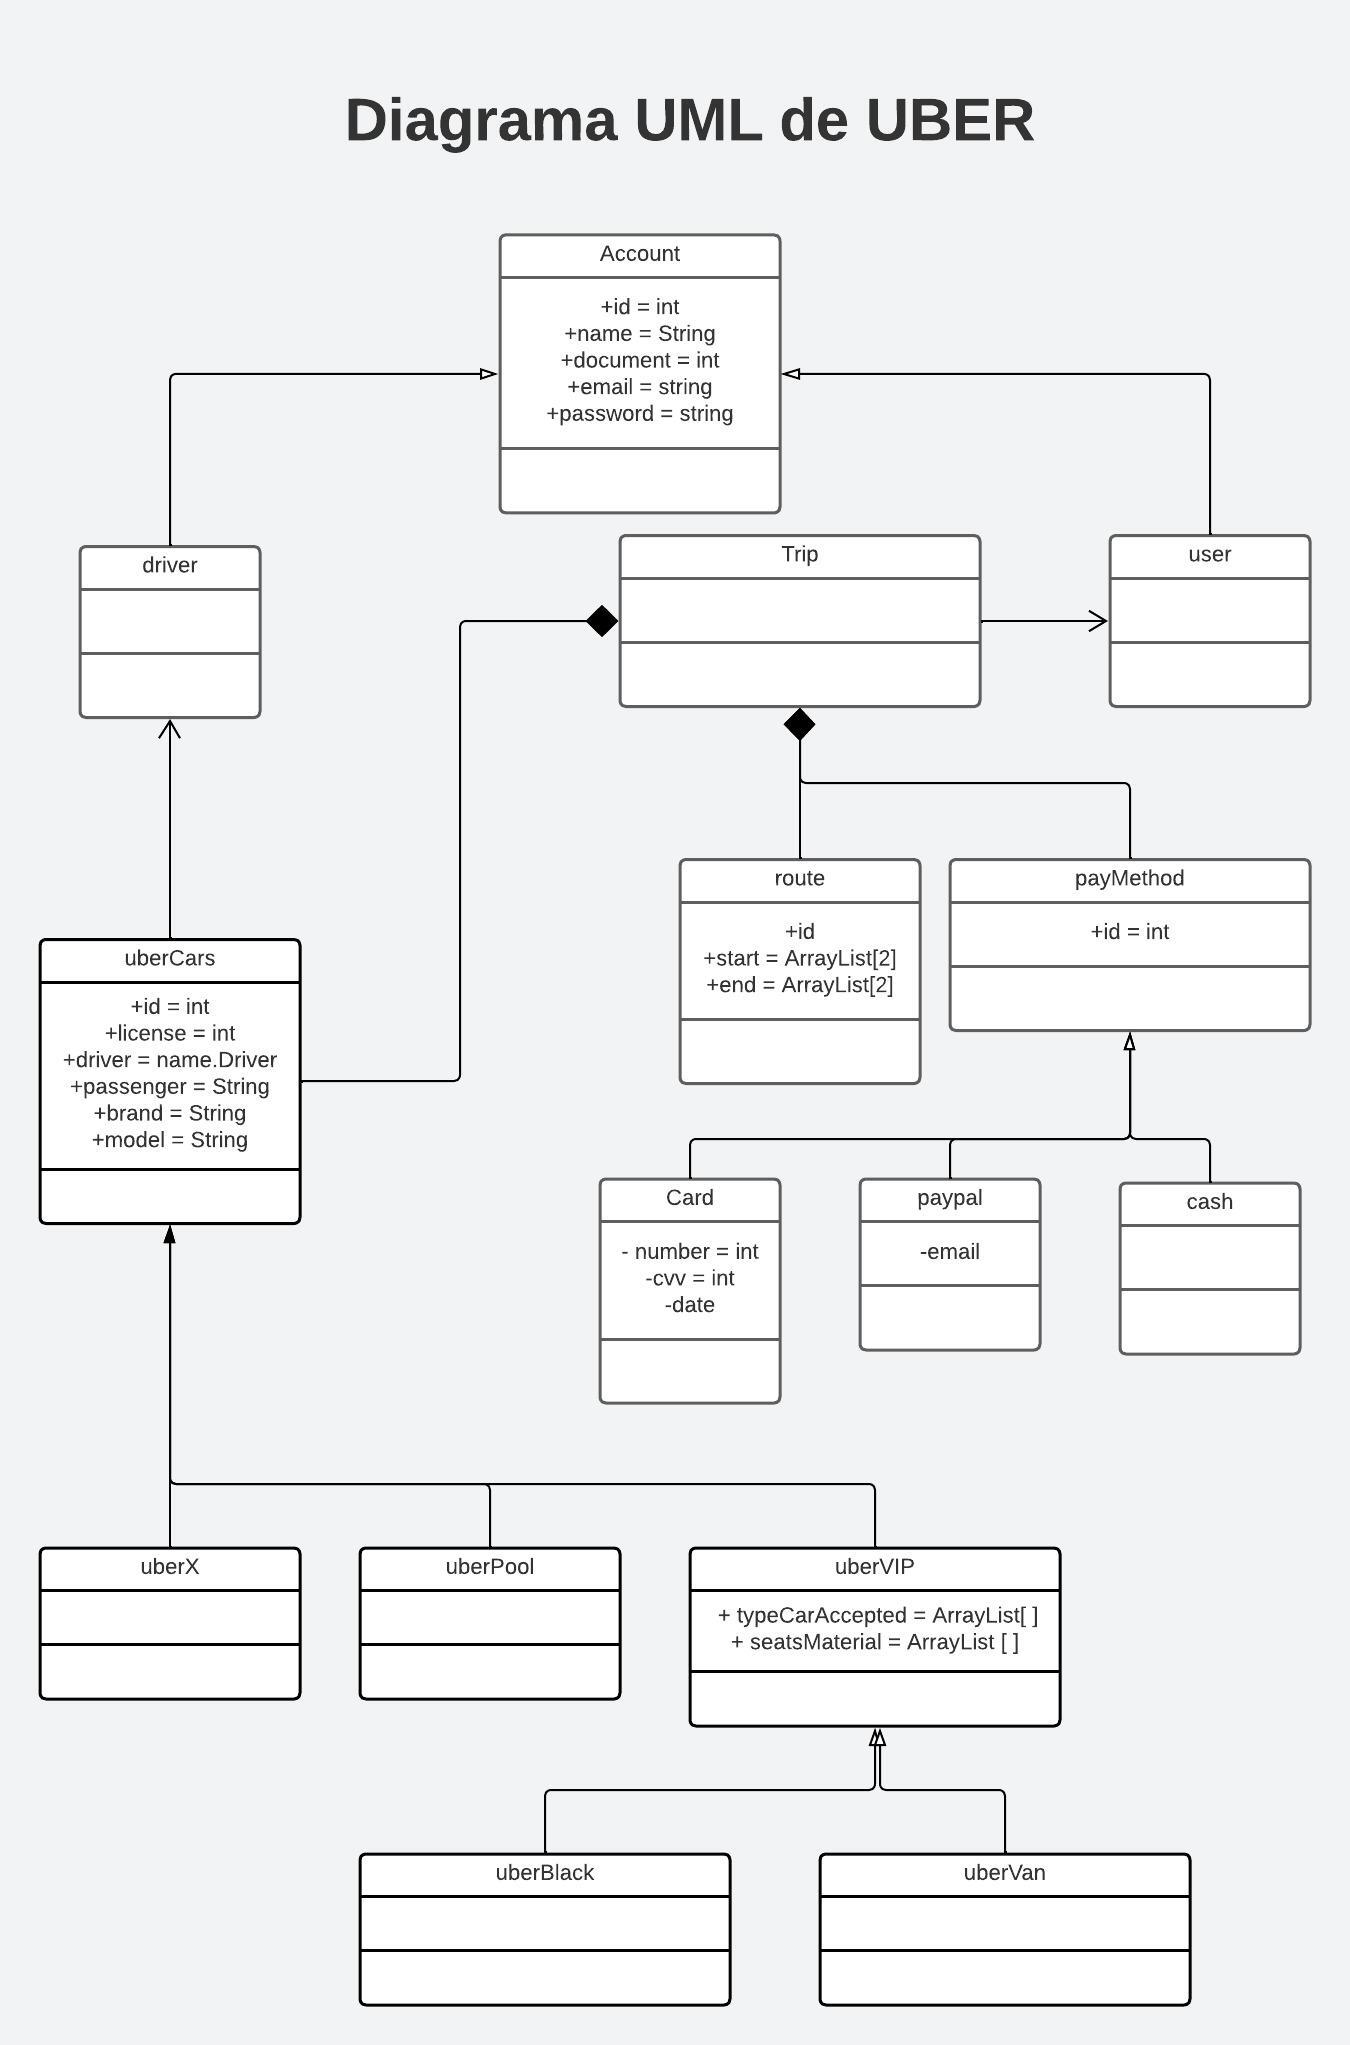 Diagrama UML de UBER
Account
+id = int
+name = String
+document = int
+email = string
+password = string
driver
Trip
user
route
+id
+start = ArrayList[2]
+end = ArrayList[2]
payMethod
+id = int
uberCars
+id = int
+license = int
+driver = name.Driver
+passenger = String
+brand = String
+model = String
Card
- number = int
-cvv = int
-date
paypal
-email
cash
uberX
uberPool
uberVIP
+ typeCarAccepted = ArrayList[ ]
+ seatsMaterial = ArrayList [ ]
uberBlack
uberVan